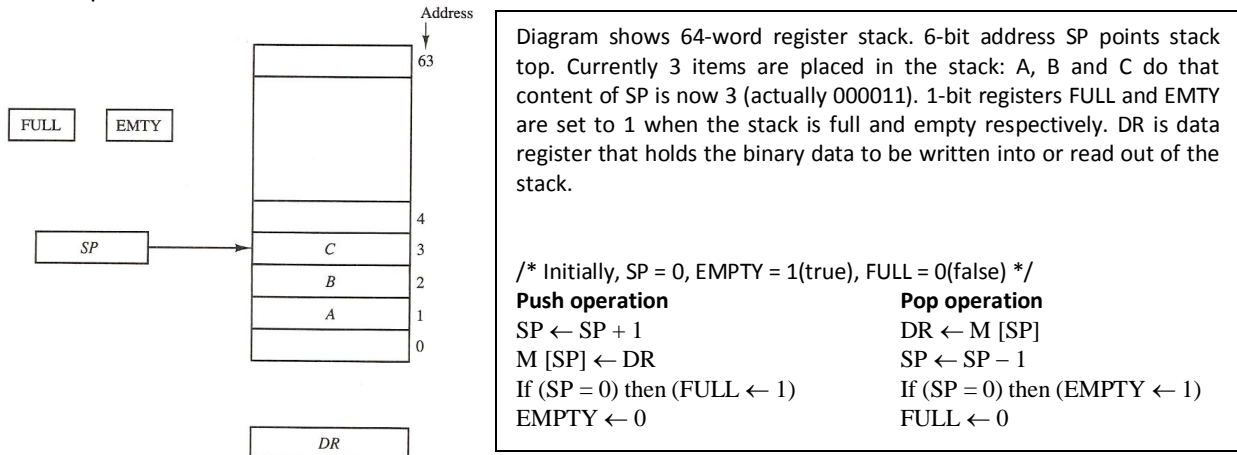 Address
63
FULL
EMTY
4
SP
C
3
B
2
A
1
0
DR
Diagram shows 64-word register stack. 6-bit address SP points stack
top. Currently 3 items are placed in the stack: A, B and C do that
content of SP is now 3 (actually 000011). 1-bit registers FULL and EMTY
are set to 1 when the stack is full and empty respectively. DR is data
register that holds the binary data to be written into or read out of the
stack.
/* Initially, SP = 0, EMPTY = 1(true), FULL = 0(false) */
Push operation
SP ← SP + 1
M [SP] ← DR
If (SP = 0) then (FULL ← 1)
EMPTY ← 0
Pop operation
DR ← M [SP]
SP ← SP – 1
If (SP = 0) then (EMPTY ← 1)
FULL ← 0